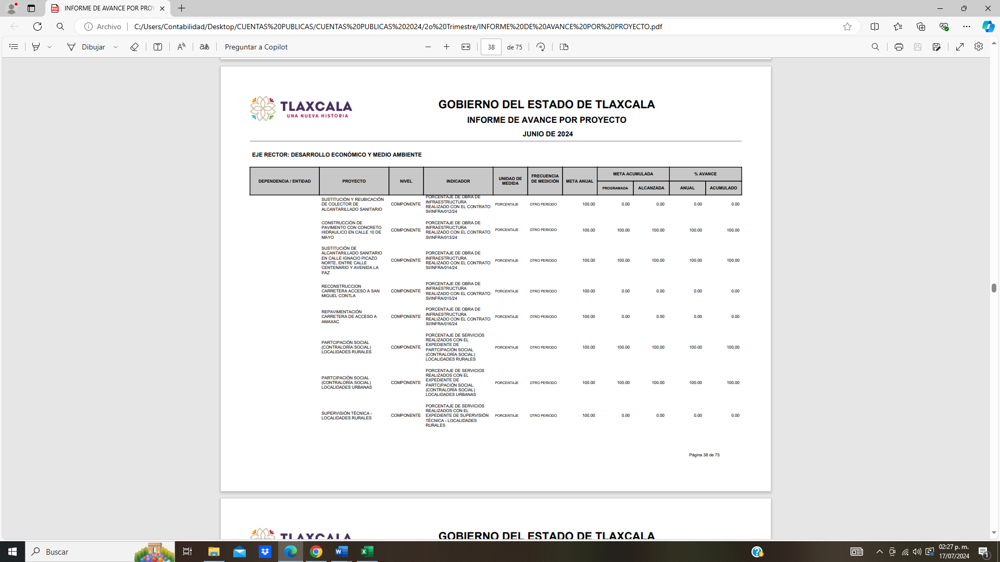 INFORME DE AVANCE POR PROY
Archivo
C:/Users/Contabilidad/Desktop/CUENTAS%20PUBLICAS/CUENTAS%20PUBLICAS%202024/2o%20Trimestre/INFORME%20DE%20AVANCE%20POR%20PROYECTO.pdf
Dibujar
aあ
Preguntar a Copilot
38 de 75
TLAXCALA
UNA NUEVA HISTORIA
GOBIERNO DEL ESTADO DE TLAXCALA
INFORME DE AVANCE POR PROYECTO
JUNIO DE 2024
EJE RECTOR: DESARROLLO ECONÓMICO Y MEDIO AMBIENTE
DEPENDENCIA / ENTIDAD
PROYECTO
NIVEL
INDICADOR
UNIDAD DE
MEDIDA
FRECUENCIA
DE MEDICIÓN
META ANUAL
META ACUMULADA
PROGRAMADA
ALCANZADA
% AVANCE
ANUAL
ACUMULADO
SUSTITUCIÓN Y REUBICACIÓN
DE COLECTOR DE
ALCANTARILLADO SANITARIO
COMPONENTE
PORCENTAJE DE OBRA DE
INFRAESTRUCTURA
REALIZADO CON EL CONTRATO
SI/INFRA/012/24
PORCENTAJE
OTRO PERIODO
100.00
0.00
0.00
0.00
0.00
CONSTRUCCIÓN DE
PAVIMENTO CON CONCRETO
HIDRAULICO EN CALLE 10 DE
MAYO
COMPONENTE
PORCENTAJE DE OBRA DE
INFRAESTRUCTURA
REALIZADO CON EL CONTRATO
SI/INFRA/013/24
PORCENTAJE
OTRO PERIODO
100.00
100.00
100.00
100.00
100.00
SUSTITUCIÓN DE
ALCANTARILLADO SANITARIO
EN CALLE IGNACIO PICAZO
NORTE, ENTRE CALLE
CENTENARIO Y AVENIDA LA
PAZ
COMPONENTE
PORCENTAJE DE OBRA DE
INFRAESTRUCTURA
REALIZADO CON EL CONTRATO
SI/INFRA/014/24
PORCENTAJE
OTRO PERIODO
100.00
100.00
100.00
100.00
100.00
RECONSTRUCCION
CARRETERA ACCESO A SAN
MIGUEL CONTLA
COMPONENTE
PORCENTAJE DE OBRA DE
INFRAESTRUCTURA
REALIZADO CON EL CONTRATO
SI/INFRA/015/24
PORCENTAJE
OTRO PERIODO
100.00
0.00
0.00
0.00
0.00
REPAVIMENTACIÓN
CARRETERA DE ACCESO A
AMAXAC
COMPONENTE
PORCENTAJE DE OBRA DE
INFRAESTRUCTURA
REALIZADO CON EL CONTRATO
SI/INFRA/016/24
PORCENTAJE
OTRO PERIODO
100.00
0.00
0.00
0.00
0.00
PARTCIPACIÓN SOCIAL
(CONTRALORÍA SOCIAL)
LOCALIDADES RURALES
COMPONENTE
PORCENTAJE DE SERVICIOS
REALIZADOS CON EL
EXPEDIENTE DE
PARTCIPACIÓN SOCIAL
(CONTRALORÍA SOCIAL)
LOCALIDADES RURALES
PORCENTAJE
OTRO PERIODO
100.00
100.00
100.00
100.00
100.00
PARTCIPACIÓN SOCIAL
(CONTRALORÍA SOCIAL)
LOCALIDADES URBANAS
COMPONENTE
PORCENTAJE DE SERVICIOS
REALIZADOS CON EL
EXPEDIENTE DE
PARTCIPACIÓN SOCIAL
(CONTRALORÍA SOCIAL)
LOCALIDADES URBANAS
PORCENTAJE
OTRO PERIODO
100.00
100.00
100.00
100.00
100.00
SUPERVISIÓN TÉCNICA -
LOCALIDADES RURALES
COMPONENTE
PORCENTAJE DE SERVICIOS
REALIZADOS CON EL
EXPEDIENTE DE SUPERVISIÓN
TÉCNICA - LOCALIDADES
RURALES
PORCENTAJE
OTRO PERIODO
100.00
0.00
0.00
0.00
0.00
Página 38 de 75
TLAXCALA
GOBIERNO DEL ESTADO DE TLAXCALA
Buscar
02:27 p. m.
17/07/2024
1